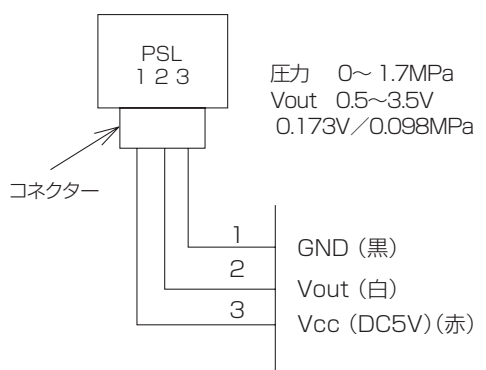 PSL
1 2 3
圧力　0～ 1.7MPa
Vout　0.5～3.5V
0.173V／0.098MPa
コネクター
1
GND（黒）
2
Vout（白）
3
Vcc（DC5V）（赤）